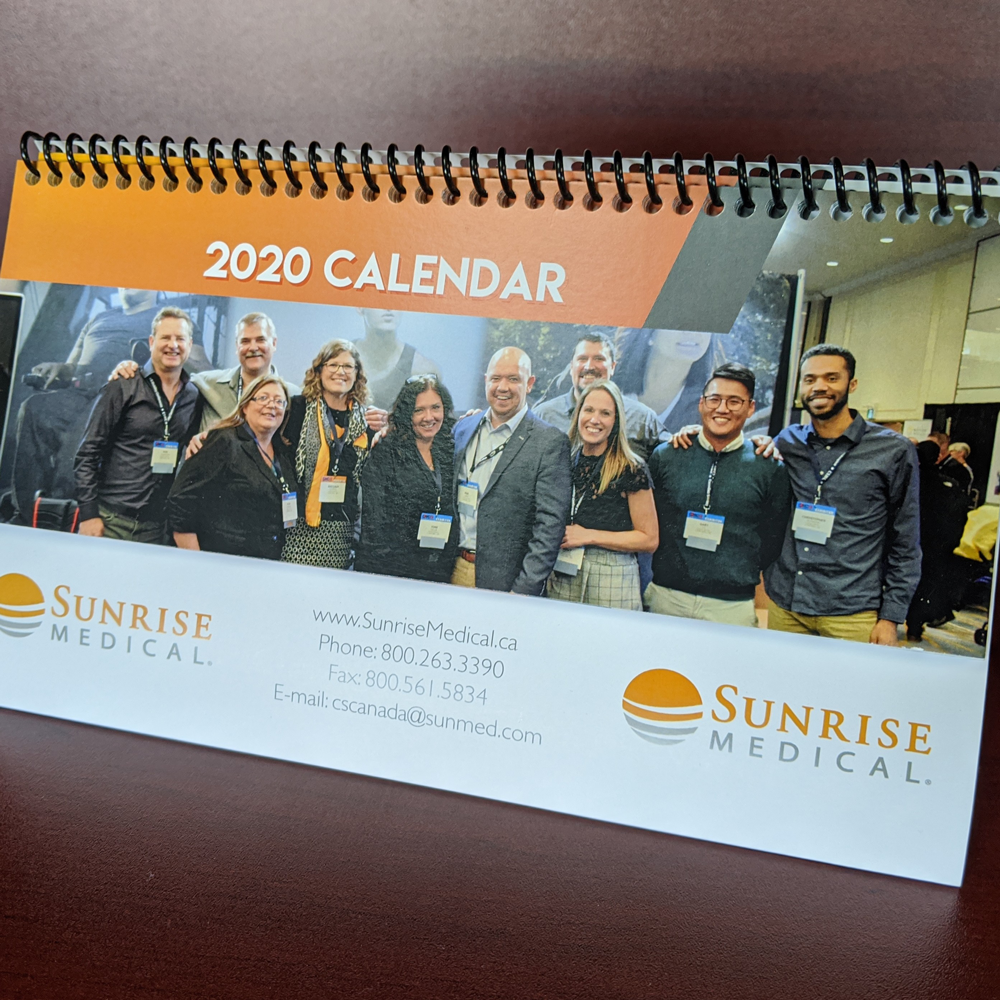 2020 CALENDAR
SUNRISE
MEDICAL.
www.SunriseMedical.ca
Phone: 800.263.3390
Fax: 800.561.5834
E-mail: cscanada@sunmed.com
SUNRISE
MEDICAL.